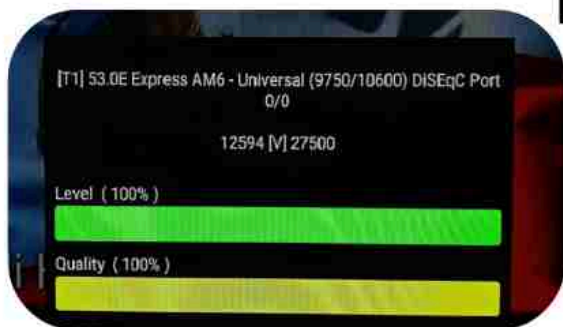 [T1] 53.0E Express AM6 - Universal (9750/10600) DiSEqC Port
0/0
12594 [V] 27500
Level ( 100% )
Quality ( 100% )